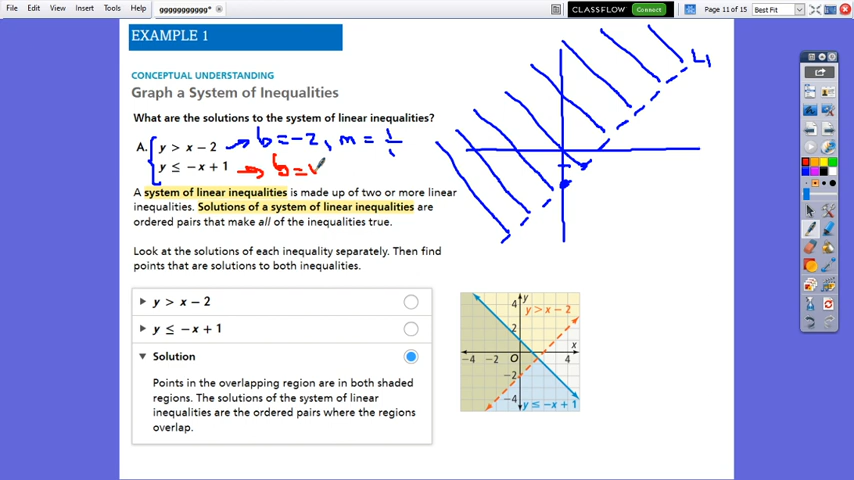 File Edit View Insert Tools Help
CLASSFLOW
Page 11 of 15
Best Fit
9999999999*
EXAMPLE 1
CONCEPTUAL UNDERSTANDING
Graph a System of Inequalities
What are the solutions to the system of linear inequalities?
A. y > x − 2 → b = −2, m = 1/1
y ≤ −x + 1 → b =
L1
A system of linear inequalities is made up of two or more linear
inequalities. Solutions of a system of linear inequalities are
ordered pairs that make all of the inequalities true.
Look at the solutions of each inequality separately. Then find
points that are solutions to both inequalities.
y > x − 2
y ≤ −x + 1
Solution
Points in the overlapping region are in both shaded
regions. The solutions of the system of linear
inequalities are the ordered pairs where the regions
overlap.
4 y
y > x − 2
2
x
−4 −2 O 4
−2
−4
y ≤ −x + 1